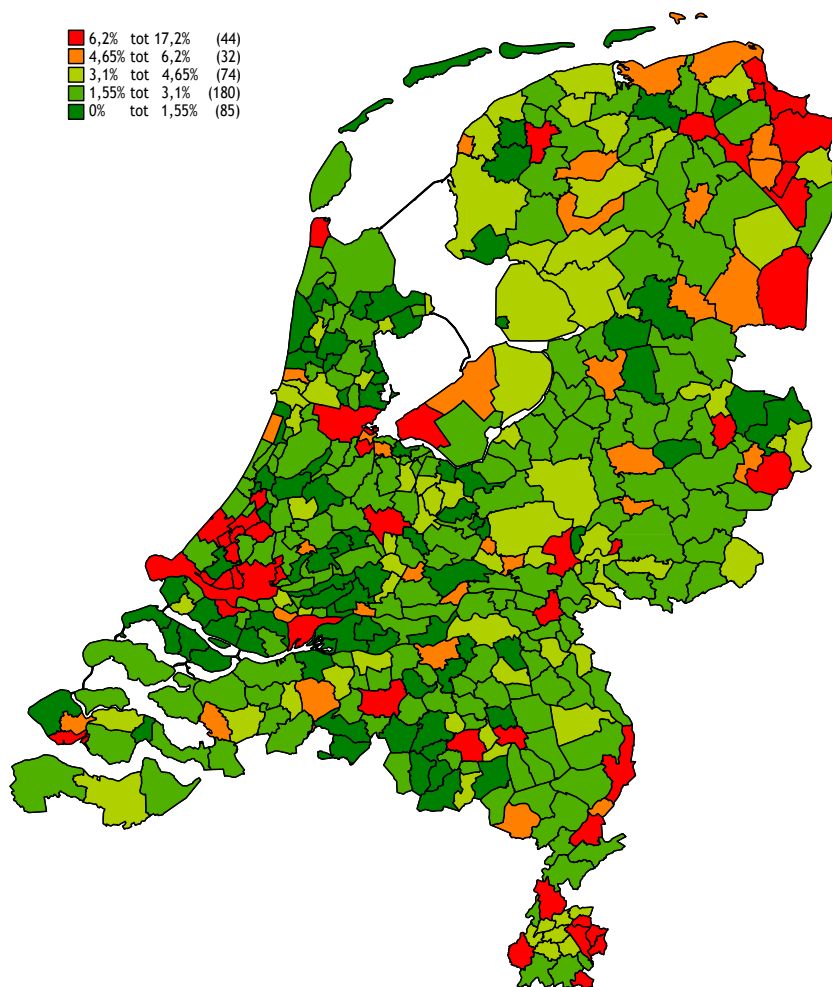 6,2% tot 17,2% (44)
4,65% tot 6,2% (32)
3,1% tot 4,65% (74)
1,55% tot 3,1% (180)
0% tot 1,55% (85)